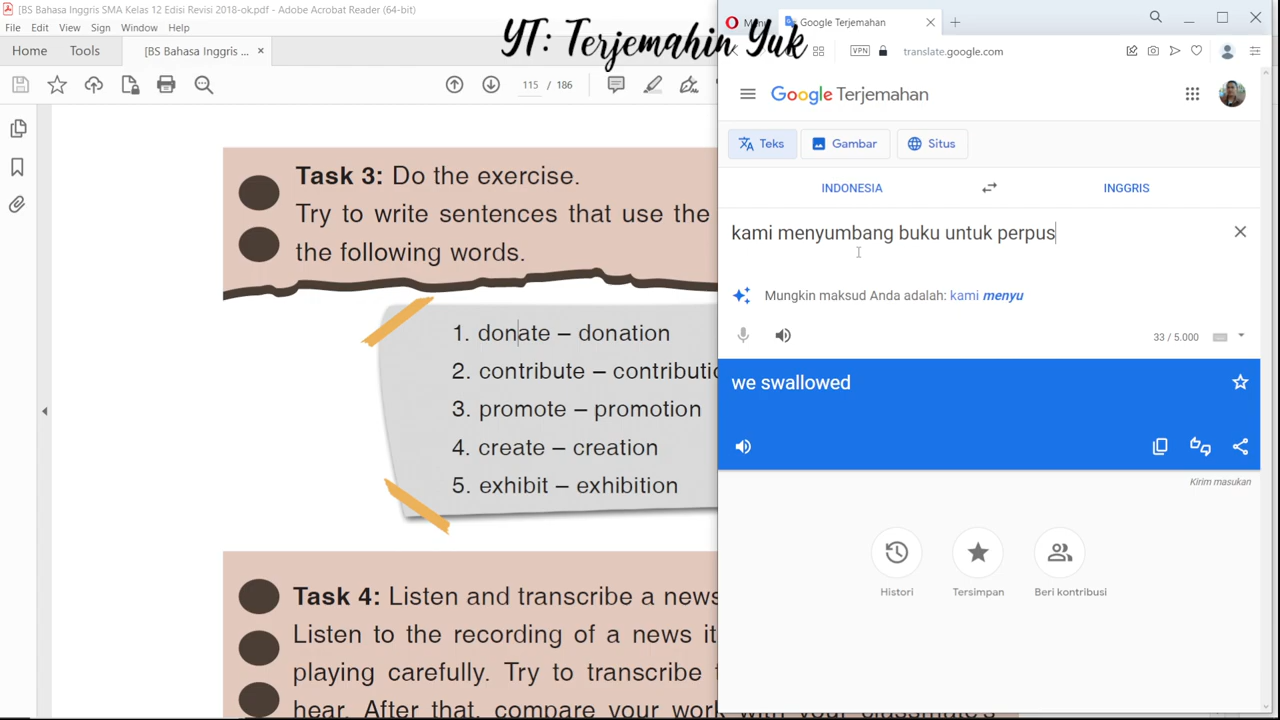 [BS Bahasa Inggris SMA Kelas 12 Edisi Revisi 2018-ok.pdf - Adobe Acrobat Reader (64-bit)
File Edit View Sign Window Help
Home Tools [BS Bahasa Inggris ... ×
YT: Terjemahin Yuk
115 / 186
Task 3: Do the exercise.
Try to write sentences that use the
the following words.
1. donate – donation
2. contribute – contributio
3. promote – promotion
4. create – creation
5. exhibit – exhibition
Task 4: Listen and transcribe a news
Listen to the recording of a news it
playing carefully. Try to transcribe
hear. After that, compare your work with your classmate's
Google Terjemahan
VPN translate.google.com
Google Terjemahan
Teks Gambar Situs
INDONESIA INGGRIS
kami menyumbang buku untuk perpus
Mungkin maksud Anda adalah: kami menyu
33 / 5.000
we swallowed
Kirim masukan
Histori Tersimpan Beri kontribusi